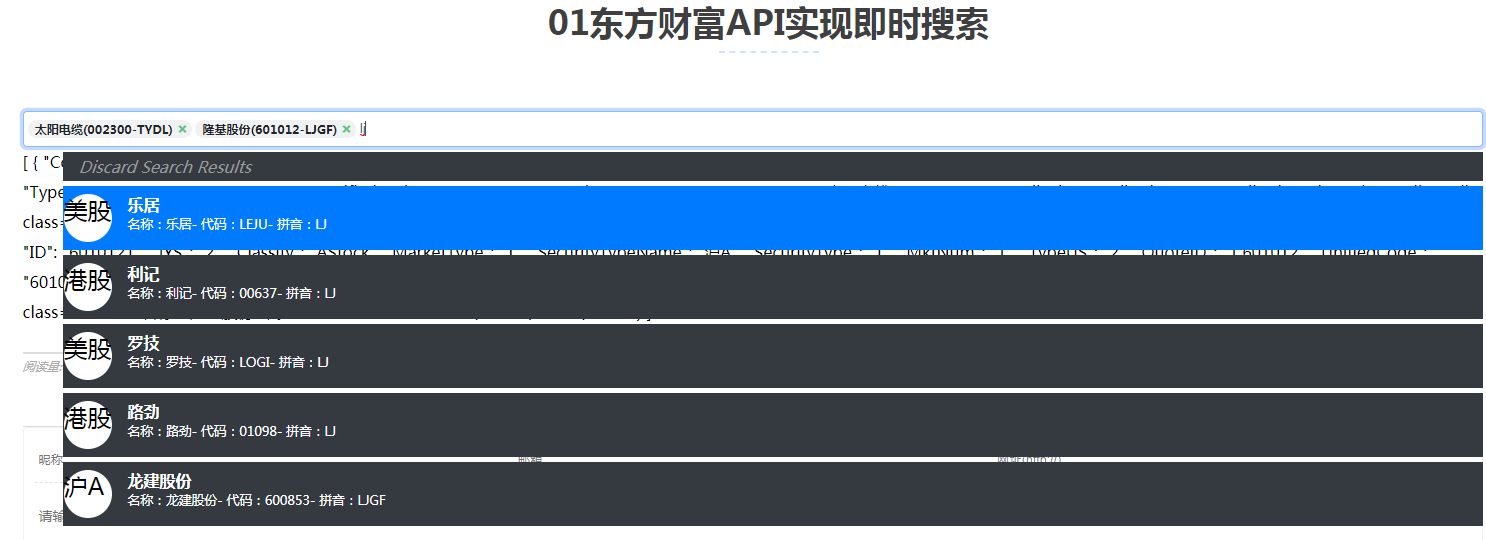 01东方财富API实现即时搜索
太阳电缆(002300-TYDL) × 隆基股份(601012-LJGF) × lj
[ { "Co
Discard Search Results
"Type
美股 乐居
名称：乐居- 代码：LEJU- 拼音：LJ
class=
"ID":
港股 利记
"6010 名称：利记- 代码：00637- 拼音：LJ
class=
美股 罗技
阅读量: 名称：罗技- 代码：LOGI- 拼音：LJ
港股 路劲
名称：路劲- 代码：01098- 拼音：LJ
昵称
沪A 龙建股份
名称：龙建股份- 代码：600853- 拼音：LJGF
请输